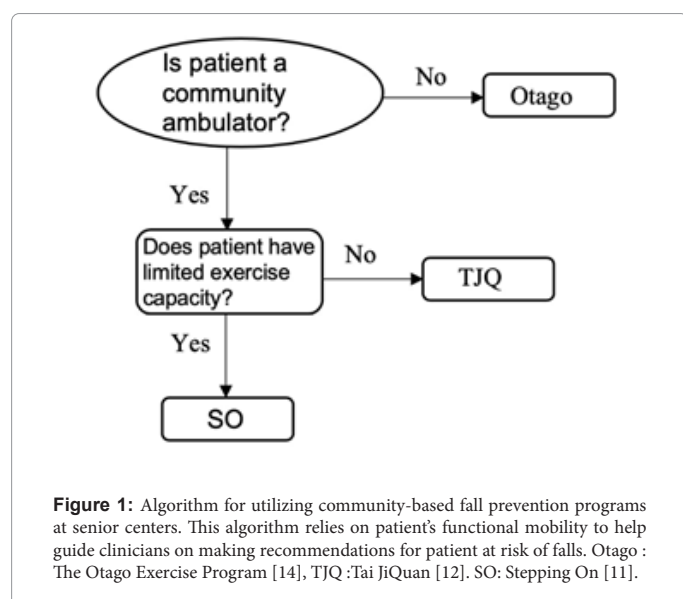 Is patient a
community
ambulator?
No
Otago
Yes
Does patient have
limited exercise
capacity?
No
TJQ
Yes
SO
Figure 1: Algorithm for utilizing community-based fall prevention programs
at senior centers. This algorithm relies on patient's functional mobility to help
guide clinicians on making recommendations for patient at risk of falls. Otago :
The Otago Exercise Program [14], TJQ :Tai JiQuan [12]. SO: Stepping On [11].